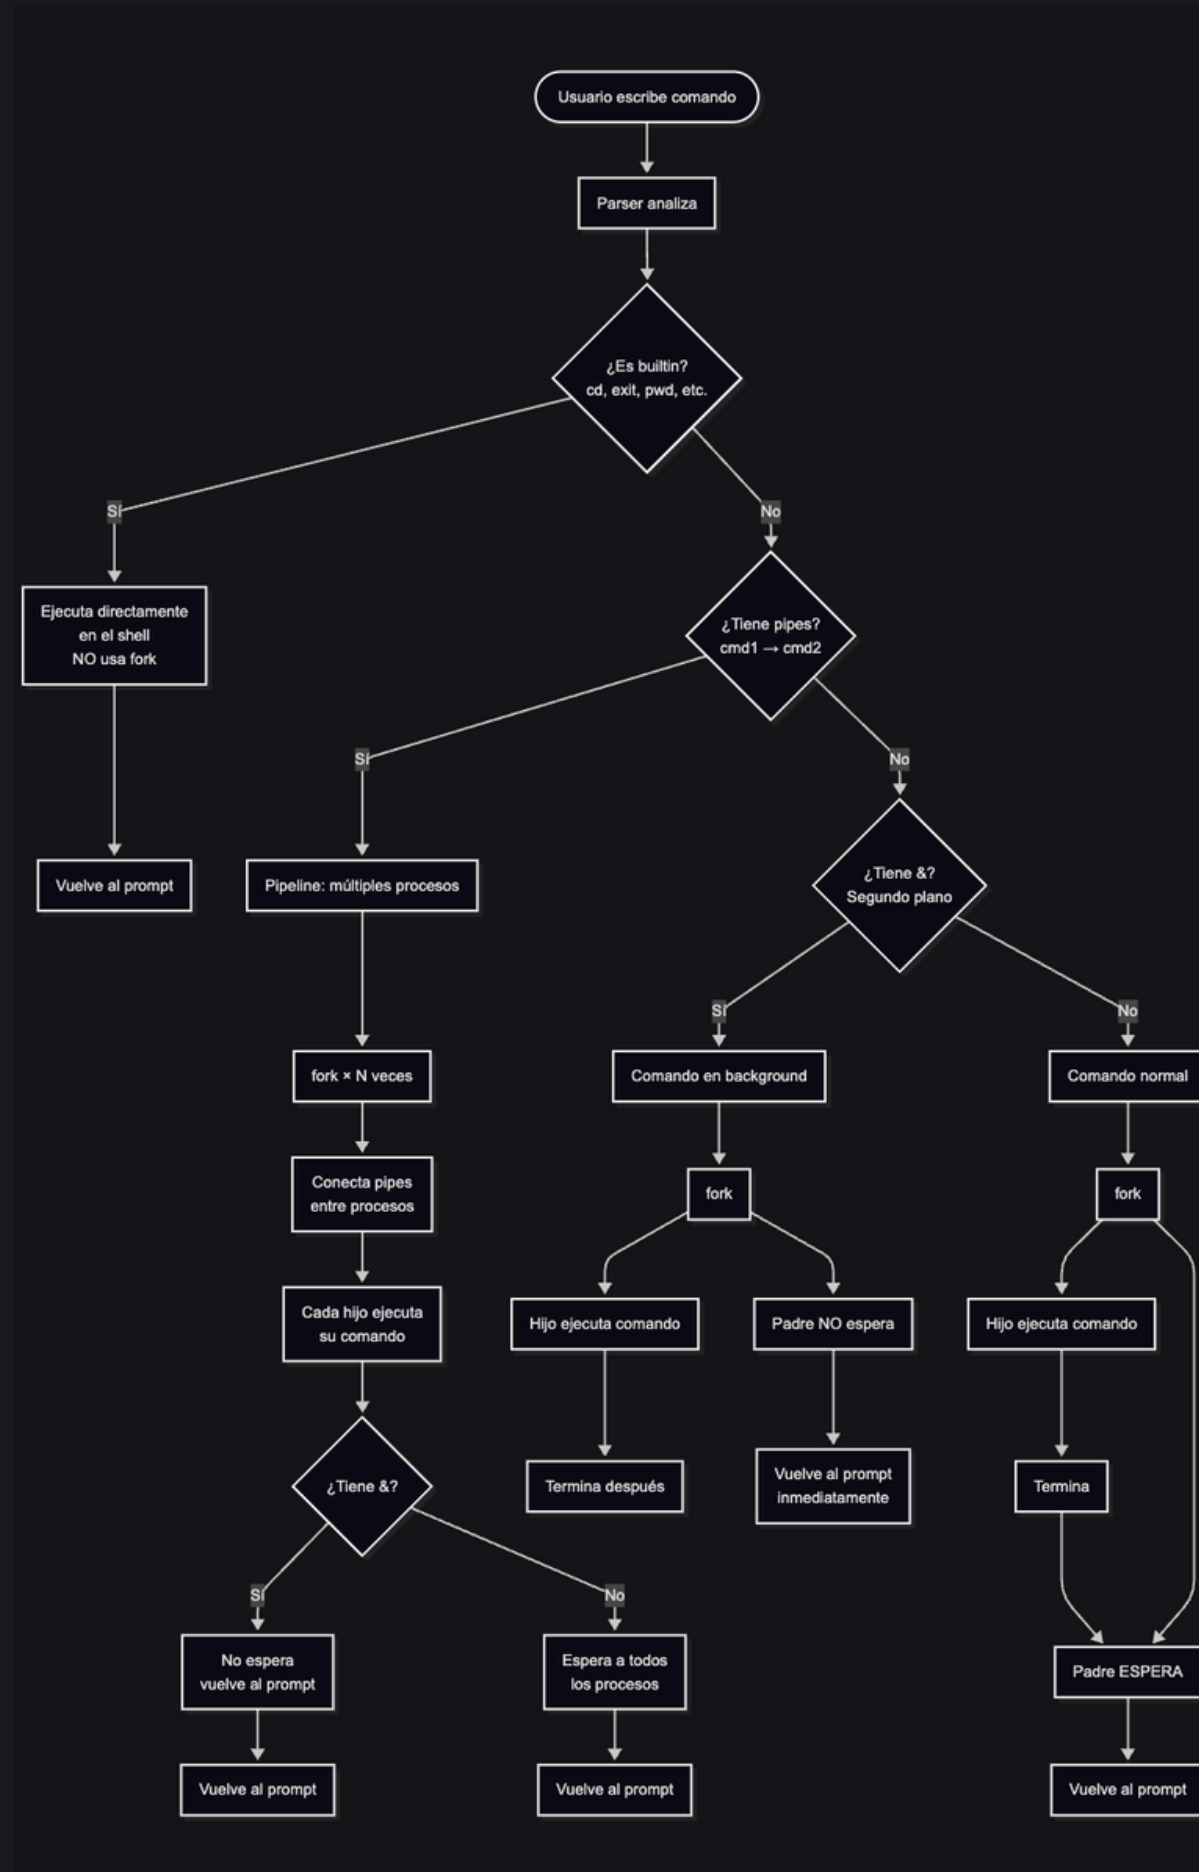 Usuario escribe comando
Parser analiza
¿Es builtin?
cd, exit, pwd, etc.
Sí
No
Ejecuta directamente
en el shell
NO usa fork
¿Tiene pipes?
cmd1 → cmd2
Sí
No
Vuelve al prompt
Pipeline: múltiples procesos
¿Tiene &?
Segundo plano
Sí
No
fork × N veces
Comando en background
Comando normal
Conecta pipes
entre procesos
fork
fork
Cada hijo ejecuta
su comando
Hijo ejecuta comando
Padre NO espera
Hijo ejecuta comando
¿Tiene &?
Termina después
Vuelve al prompt
inmediatamente
Termina
Sí
No
No espera
vuelve al prompt
Espera a todos
los procesos
Padre ESPERA
Vuelve al prompt
Vuelve al prompt
Vuelve al prompt